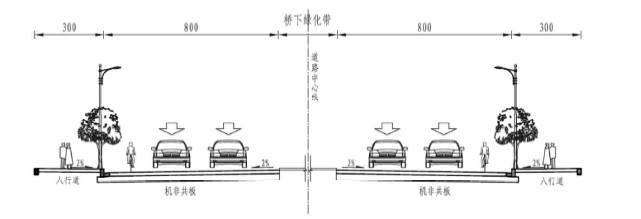 桥下绿化带
300 800 800 300
道路中心线
2% 2% 2% 2%
人行道 机非共板 机非共板 人行道